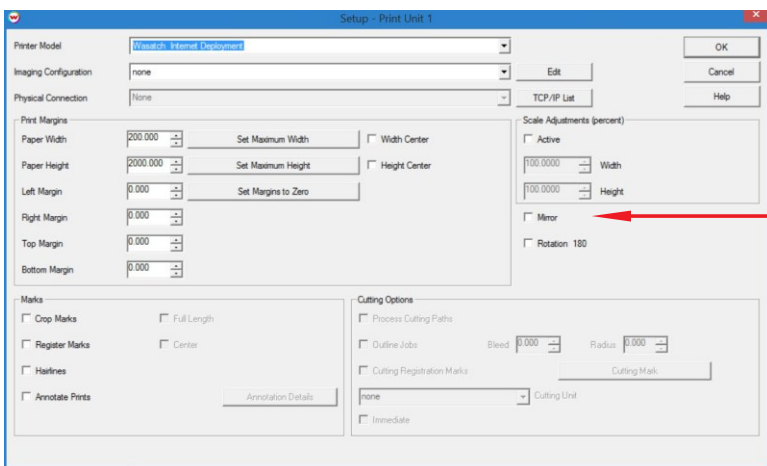 Setup - Print Unit 1
Printer Model Wasatch Internet Deployment OK
Imaging Configuration none Edit Cancel
Physical Connection None TCP/IP List Help
Print Margins Scale Adjustments (percent)
Paper Width 200.000 Set Maximum Width Width Center Active
Paper Height 2000.000 Set Maximum Height Height Center 100.0000 Width
Left Margin 0.000 Set Margins to Zero 100.0000 Height
Right Margin 0.000 Mirror
Top Margin 0.000 Rotation 180
Bottom Margin 0.000
Marks Cutting Options
Crop Marks Full Length Process Cutting Paths
Register Marks Center Outline Jobs Bleed 0.000 Radius 0.000
Hairlines Cutting Registration Marks Cutting Mark
Annotate Prints Annotation Details none Cutting Unit
Immediate